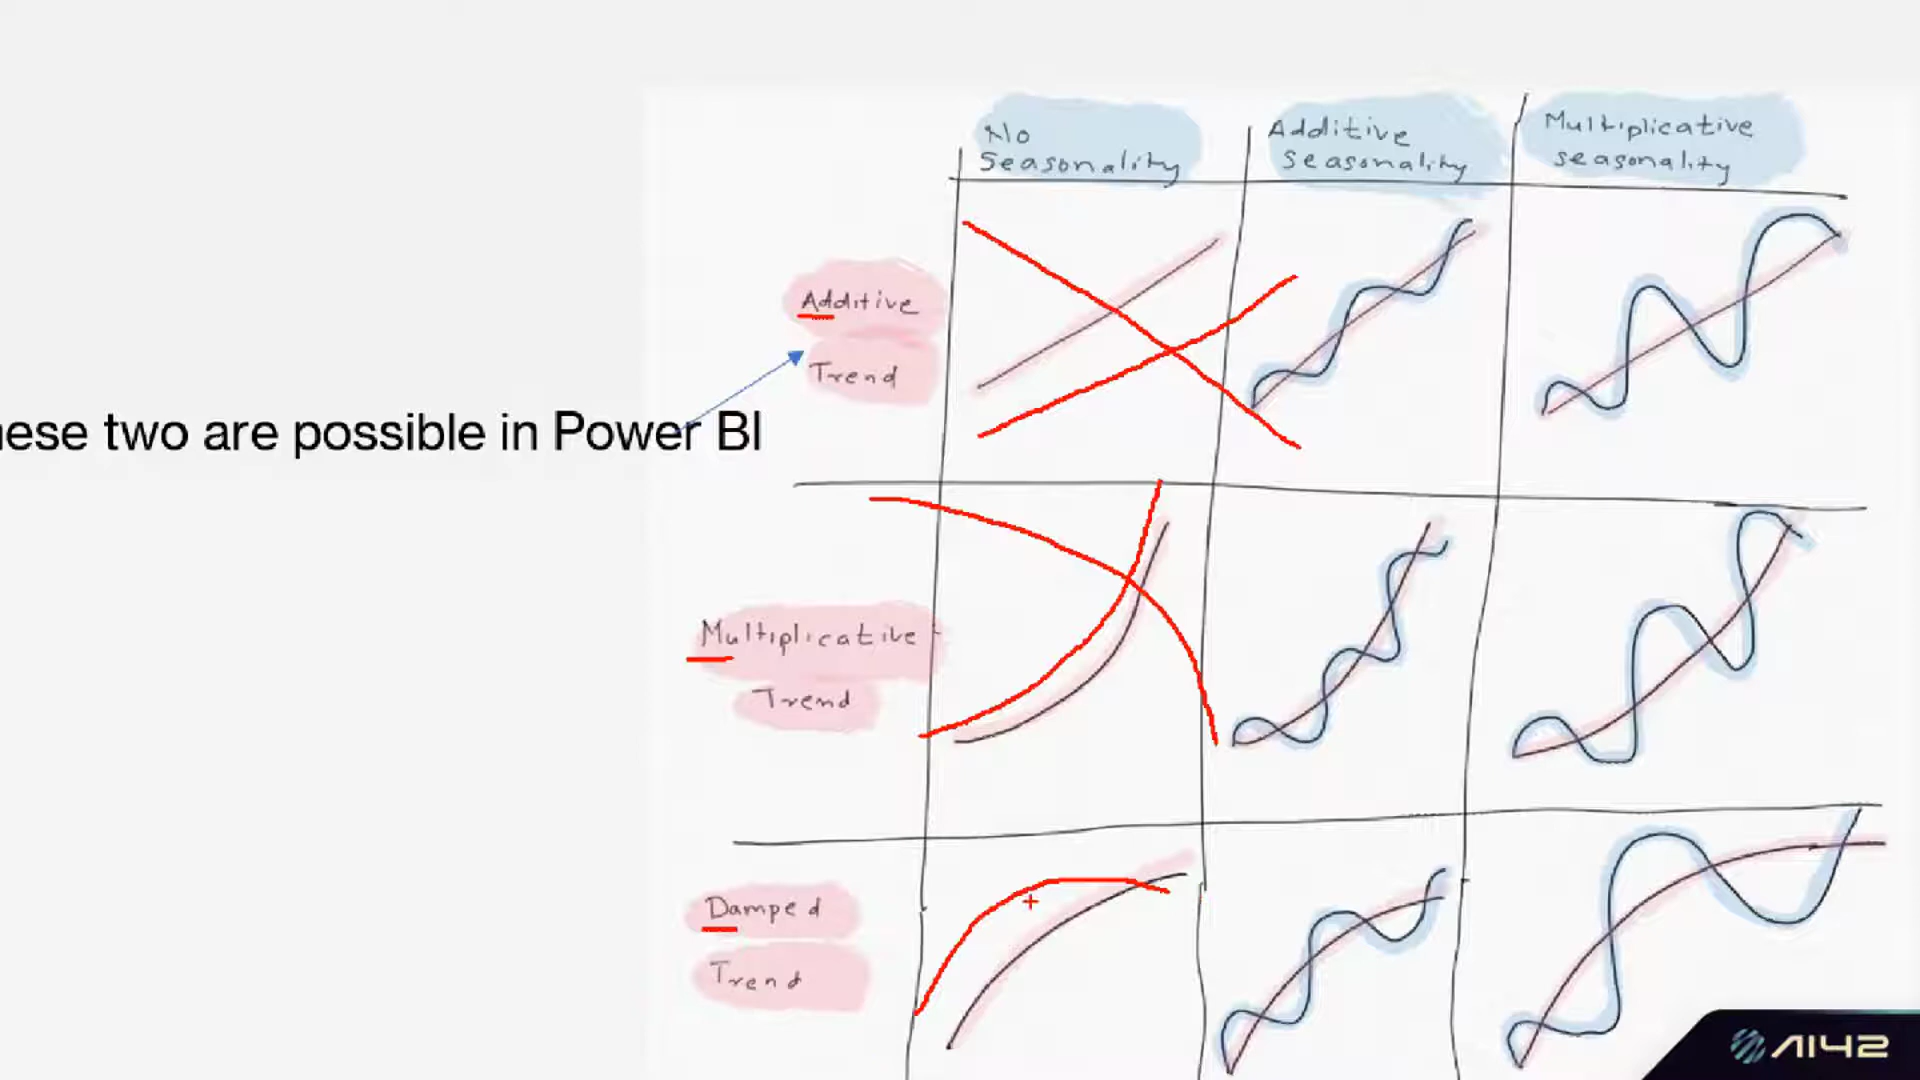 No
Seasonality
Additive
Seasonality
Multiplicative
seasonality
Additive
Trend
these two are possible in Power BI
Multiplicative
Trend
Damped
Trend
AI42